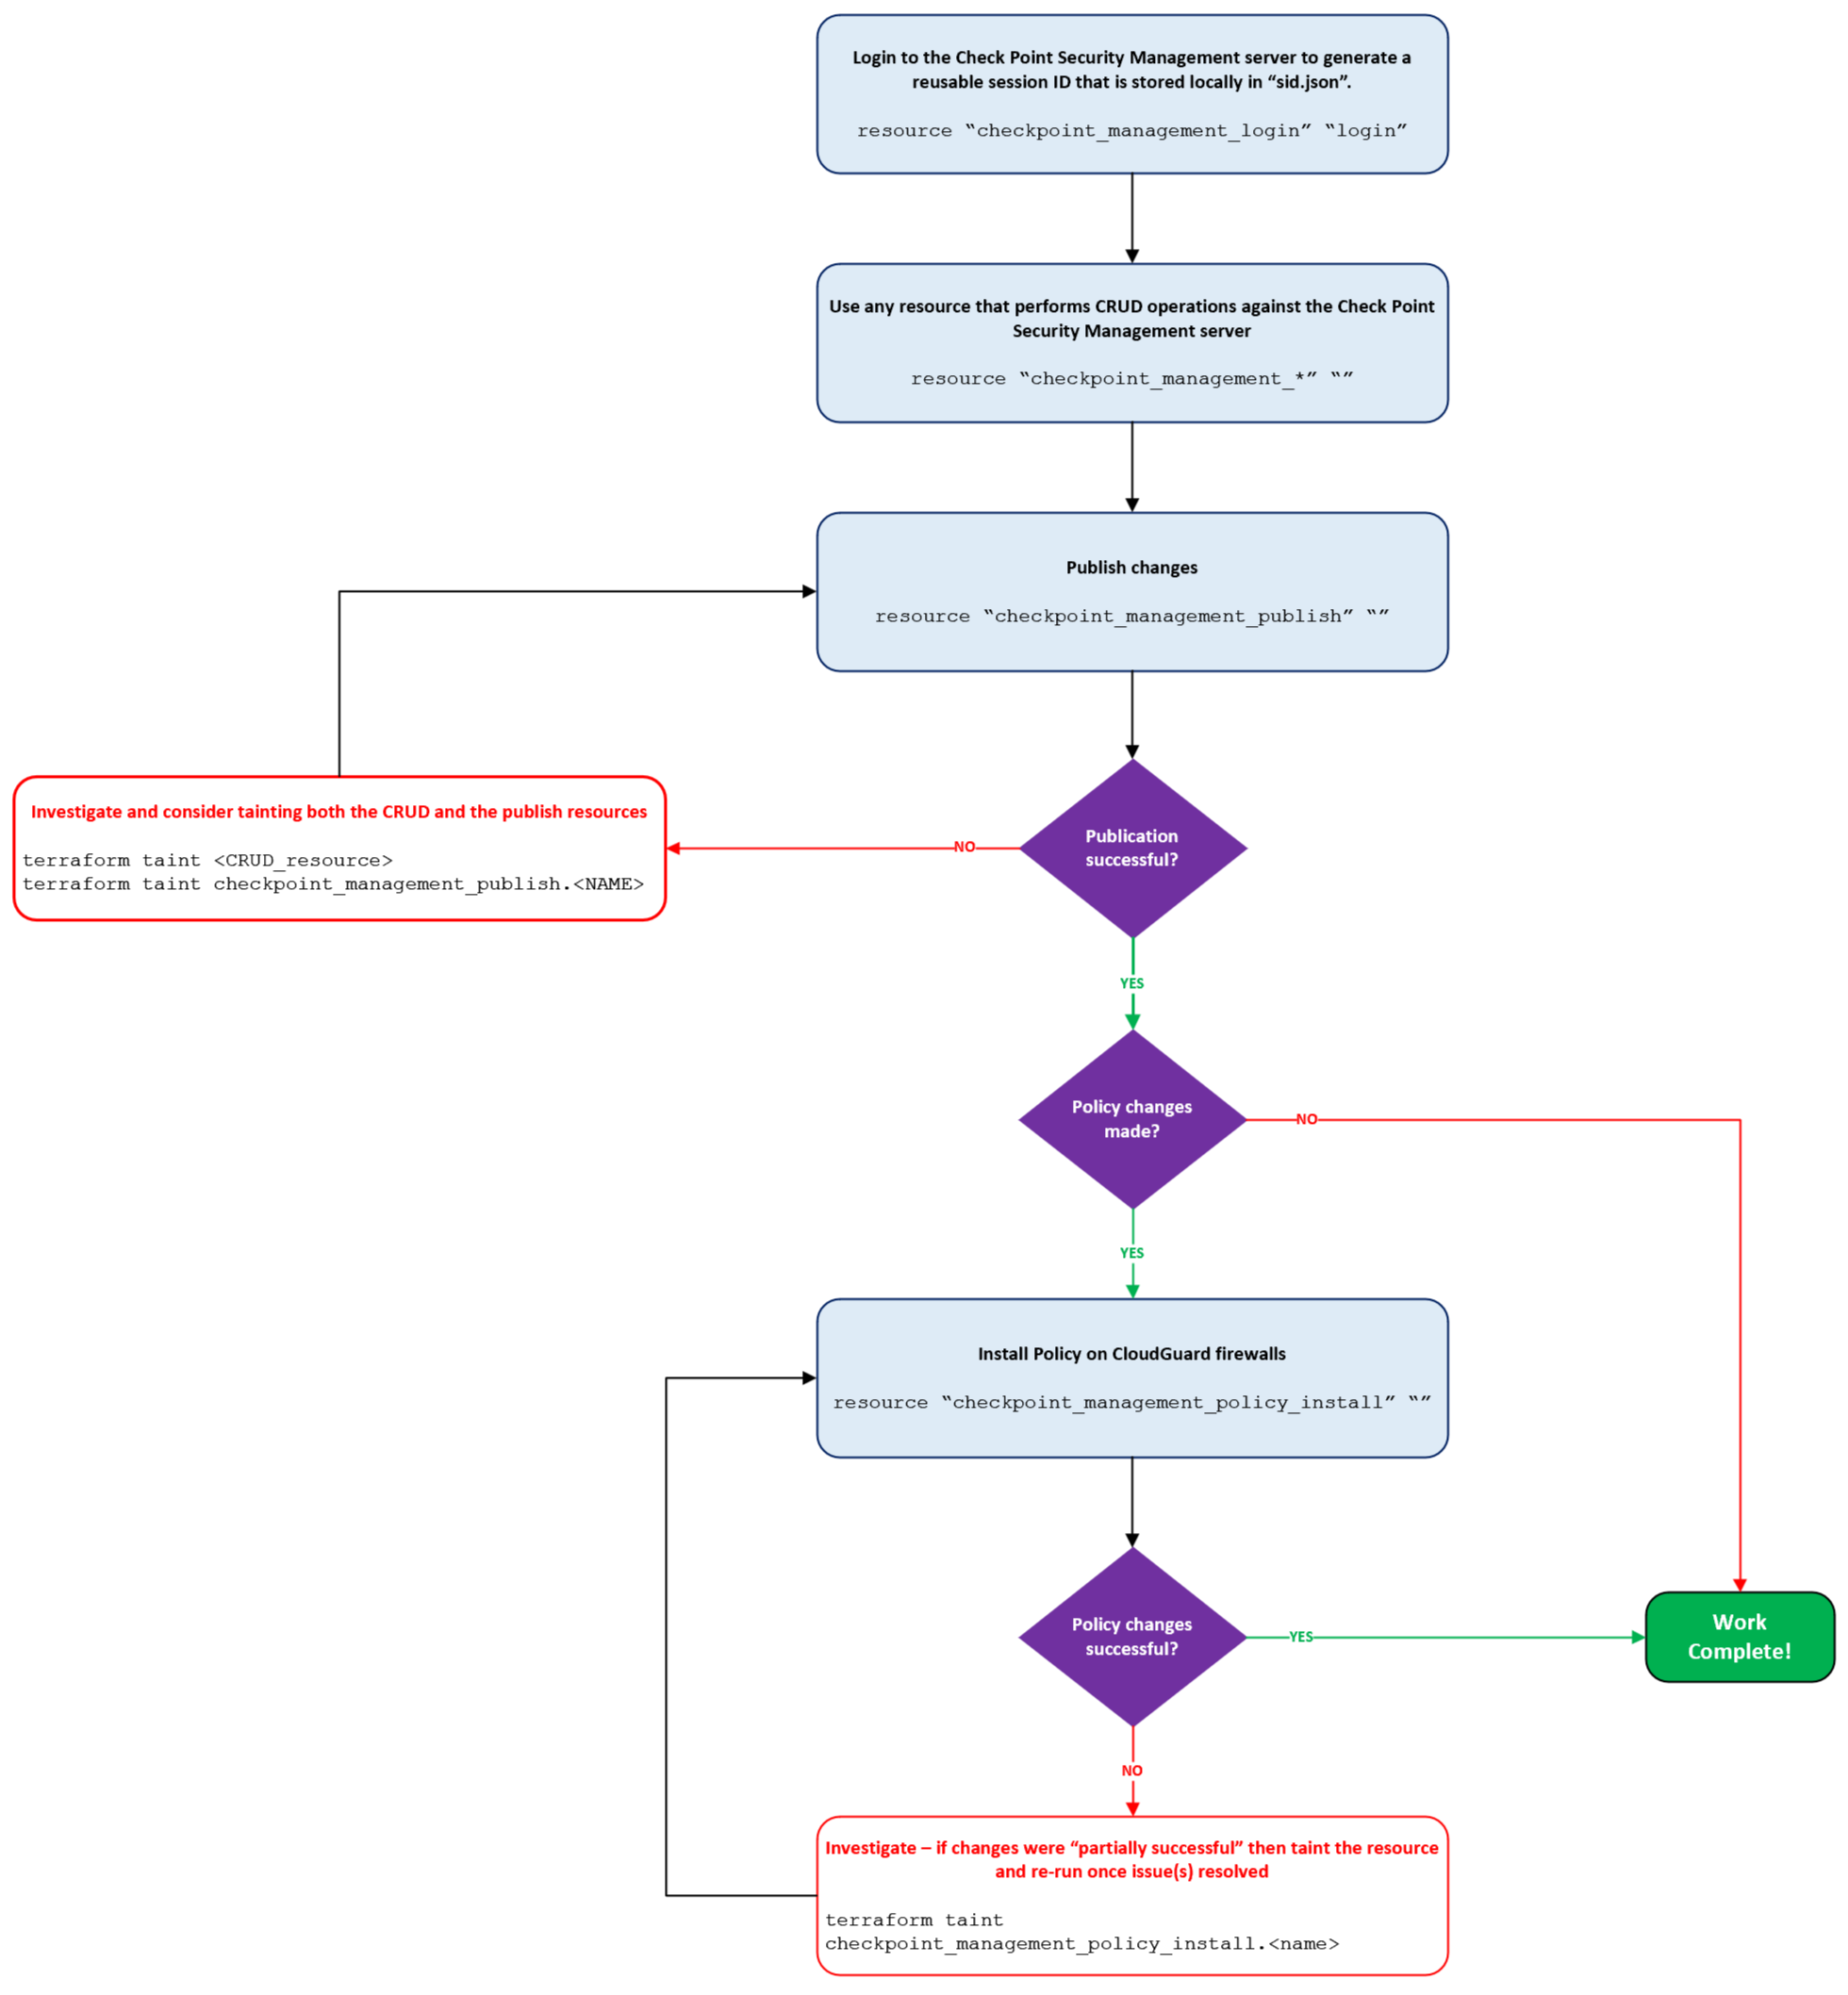 Login to the Check Point Security Management server to generate a
reusable session ID that is stored locally in “sid.json”.
resource “checkpoint_management_login” “login”
Use any resource that performs CRUD operations against the Check Point
Security Management server
resource “checkpoint_management_*” “”
Publish changes
resource “checkpoint_management_publish” “”
Investigate and consider tainting both the CRUD and the publish resources
terraform taint <CRUD_resource>
terraform taint checkpoint_management_publish.<NAME>
NO
Publication
successful?
YES
Policy changes
made?
NO
YES
Install Policy on CloudGuard firewalls
resource “checkpoint_management_policy_install” “”
Policy changes
successful?
YES
Work
Complete!
NO
Investigate – if changes were “partially successful” then taint the resource
and re-run once issue(s) resolved
terraform taint
checkpoint_management_policy_install.<name>